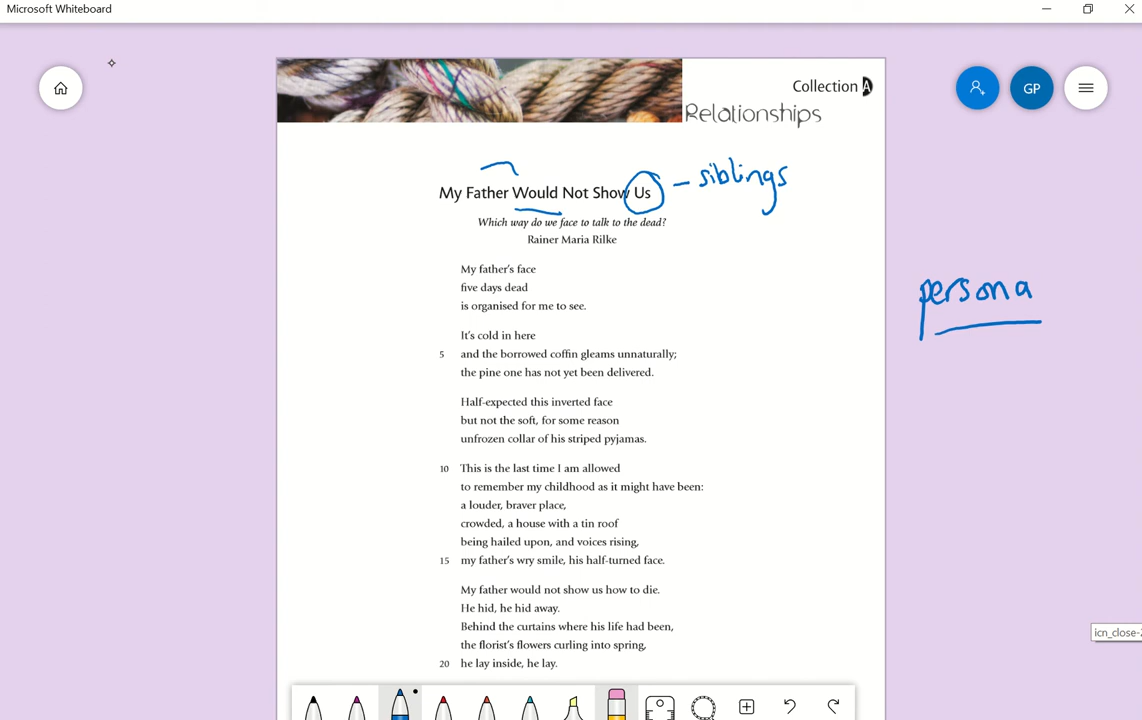 Microsoft Whiteboard
GP
Collection A
Relationships
My Father Would Not Show Us - siblings
Which way do we face to talk to the dead?
Rainer Maria Rilke
persona
My father's face
five days dead
is organised for me to see.
It's cold in here
5 and the borrowed coffin gleams unnaturally;
the pine one has not yet been delivered.
Half-expected this inverted face
but not the soft, for some reason
unfrozen collar of his striped pyjamas.
10 This is the last time I am allowed
to remember my childhood as it might have been:
a louder, braver place,
crowded, a house with a tin roof
being hailed upon, and voices rising,
15 my father's wry smile, his half-turned face.
My father would not show us how to die.
He hid, he hid away.
Behind the curtains where his life had been,
the florist's flowers curling into spring,
20 he lay inside, he lay.
icn_close-2